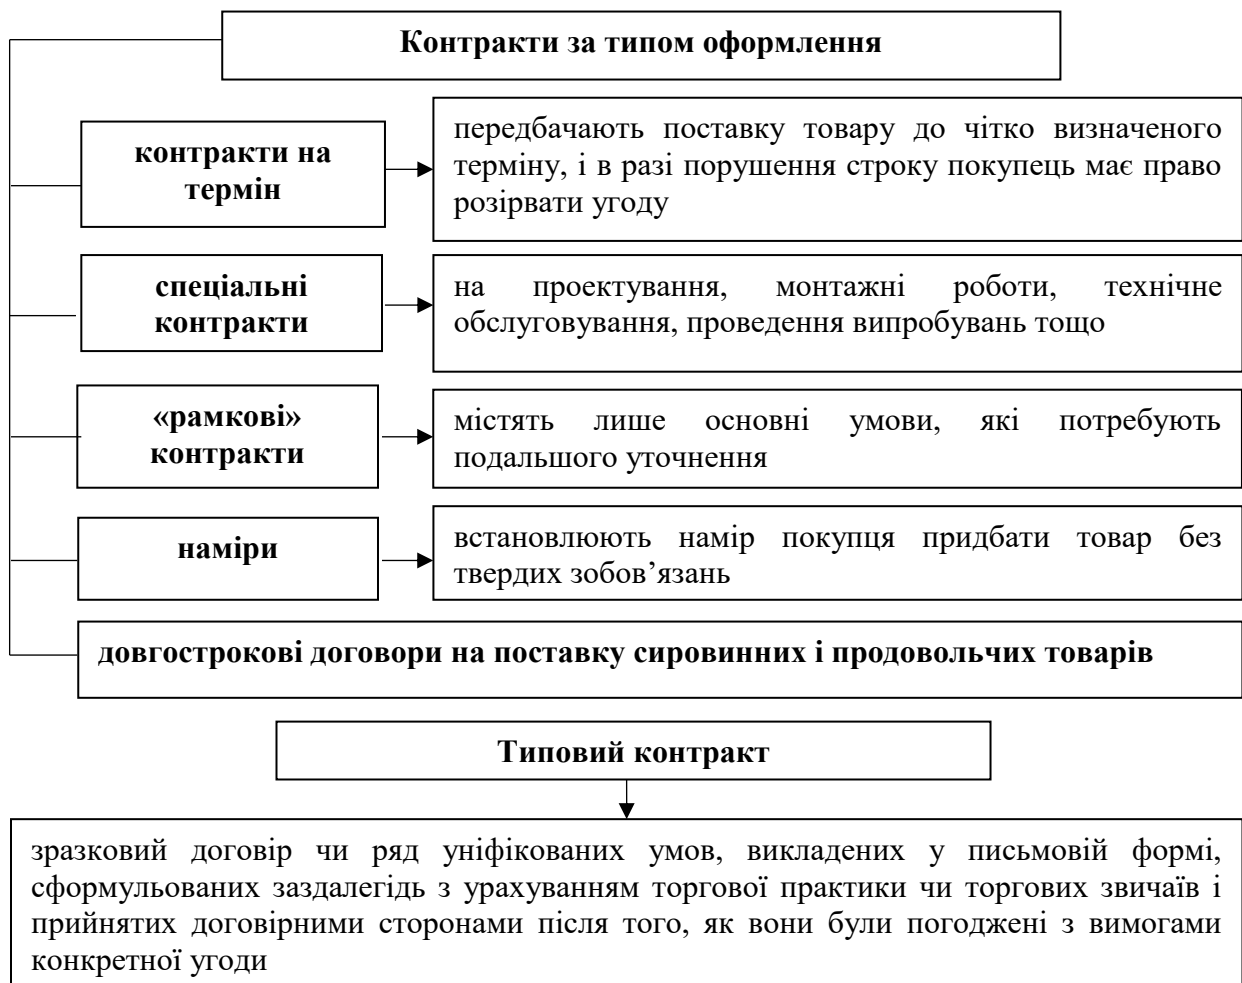 Контракти за типом оформлення
контракти на
термін
передбачають поставку товару до чітко визначеного
терміну, і в разі порушення строку покупець має право
розірвати угоду
спеціальні
контракти
на проектування, монтажні роботи, технічне
обслуговування, проведення випробувань тощо
«рамкові»
контракти
містять лише основні умови, які потребують
подальшого уточнення
наміри
встановлюють намір покупця придбати товар без
твердих зобов’язань
довгострокові договори на поставку сировинних і продовольчих товарів
Типовий контракт
зразковий договір чи ряд уніфікованих умов, викладених у письмовій формі,
сформульованих заздалегідь з урахуванням торгової практики чи торгових звичаїв і
прийнятих договірними сторонами після того, як вони були погоджені з вимогами
конкретної угоди